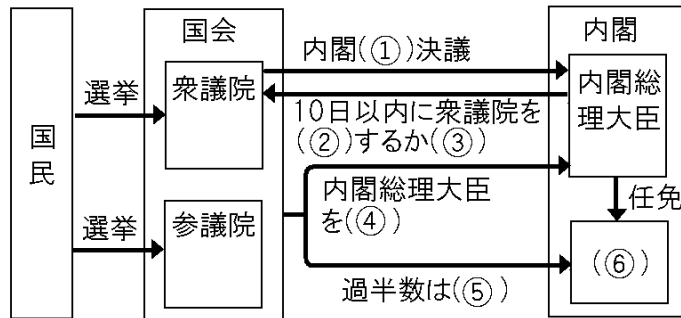 国民
選挙
選挙
国会
衆議院
参議院
内閣(①)決議
10日以内に衆議院を
(②)するか(③)
内閣総理大臣
を(④)
過半数は(⑤)
内閣
内閣総
理大臣
任免
(⑥)